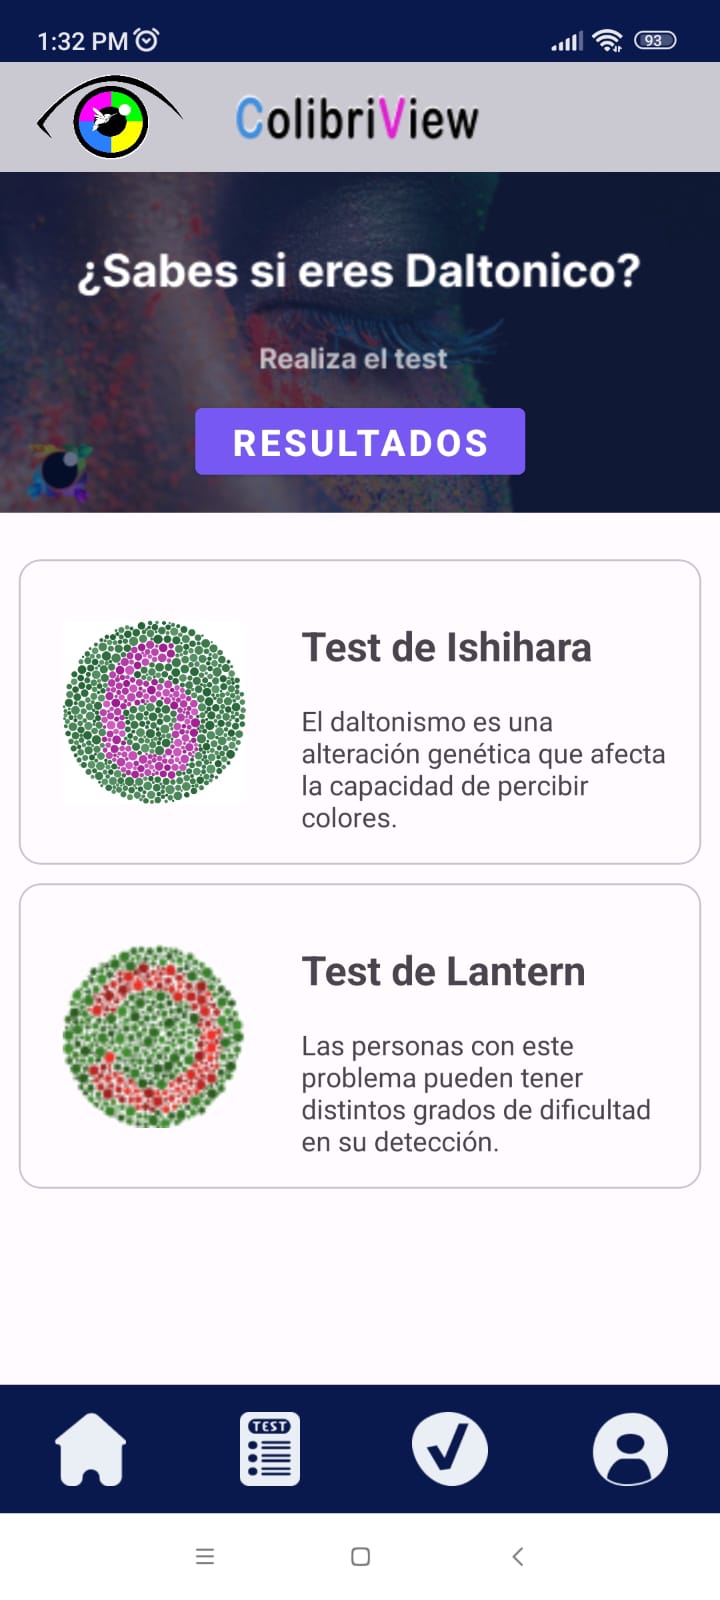 1:32 PM
93
ColibriView
¿Sabes si eres Daltonico?
Realiza el test
RESULTADOS
6
Test de Ishihara
El daltonismo es una
alteración genética que afecta
la capacidad de percibir
colores.
Test de Lantern
Las personas con este
problema pueden tener
distintos grados de dificultad
en su detección.
TEST